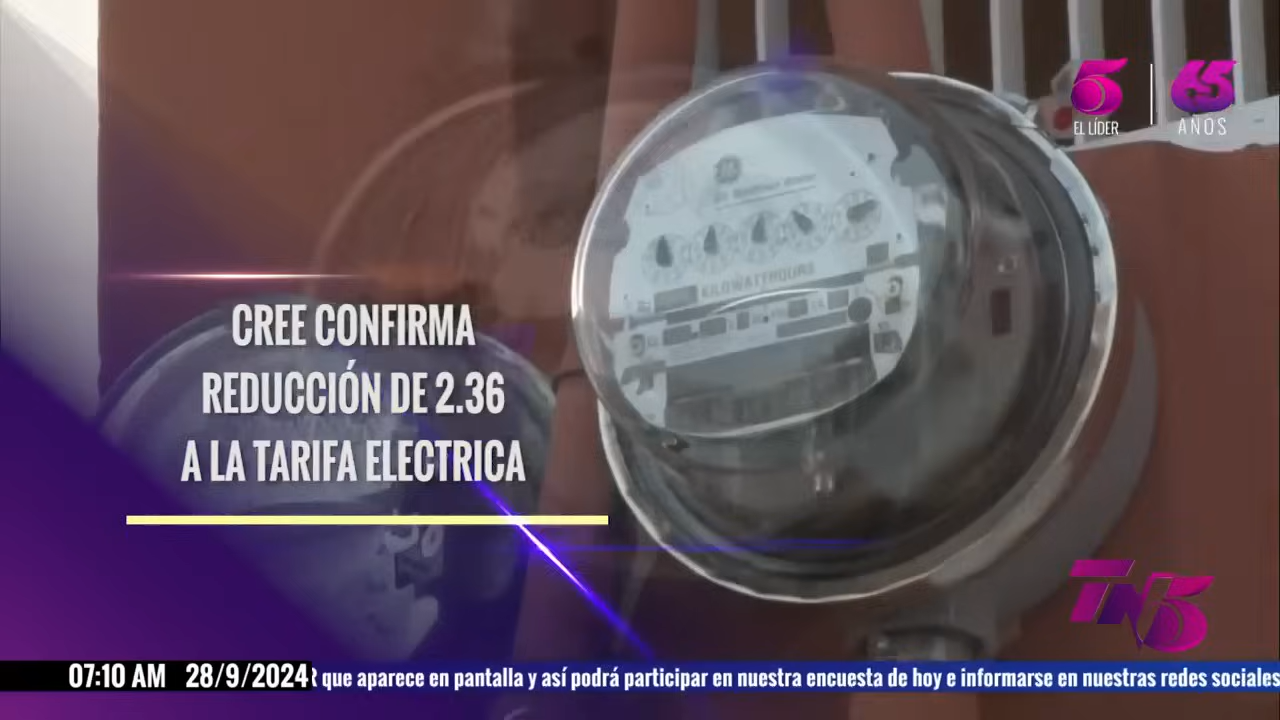 5 65
EL LÍDER AÑOS
KILOWATTHOURS
CREE CONFIRMA
REDUCCIÓN DE 2.36
A LA TARIFA ELECTRICA
TN5
07:10 AM 28/9/2024 que aparece en pantalla y así podrá participar en nuestra encuesta de hoy e informarse en nuestras redes sociales